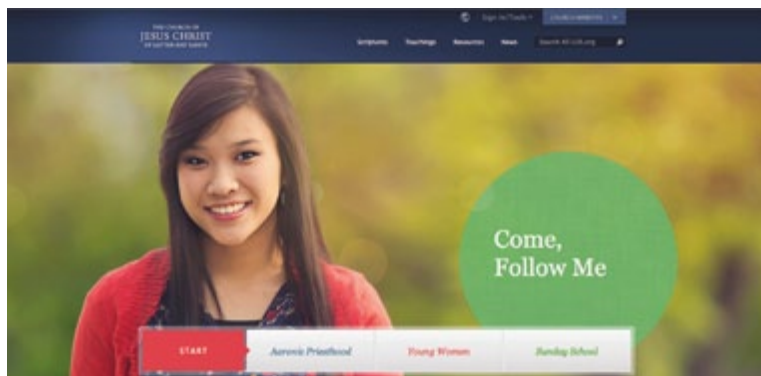 THE CHURCH OF
JESUS CHRIST
OF LATTER-DAY SAINTS
Sign In/Tools
Scriptures Teachings Resources News Search
Come,
Follow Me
START Aaronic Priesthood Young Women Sunday School